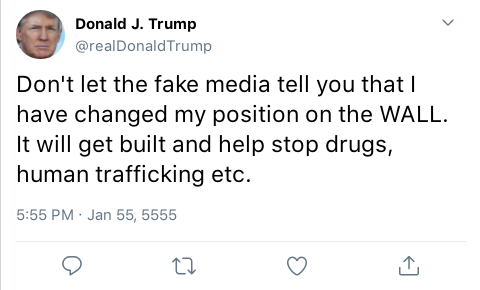 Donald J. Trump
@realDonaldTrump
Don't let the fake media tell you that I
have changed my position on the WALL.
It will get built and help stop drugs,
human trafficking etc.
5:55 PM · Jan 55, 5555